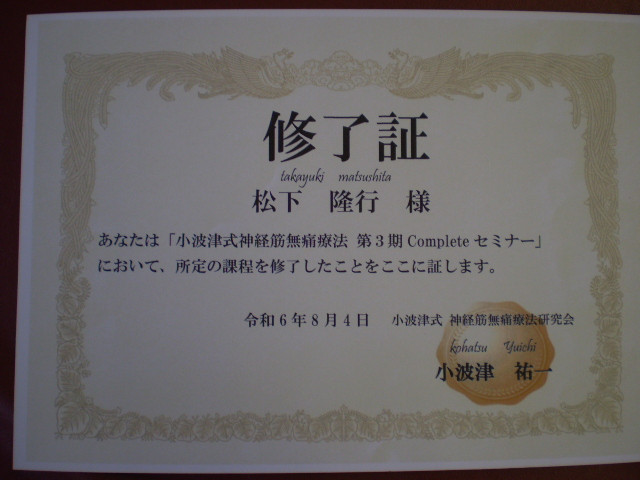 修了証
takayuki matsushita
松下 隆行 様
あなたは「小波津式神経筋無痛療法 第3期 Complete セミナー」
において、所定の課程を修了したことをここに証します。
令和6年8月4日 小波津式 神経筋無痛療法研究会
kohatsu Yuichi
小波津 祐一